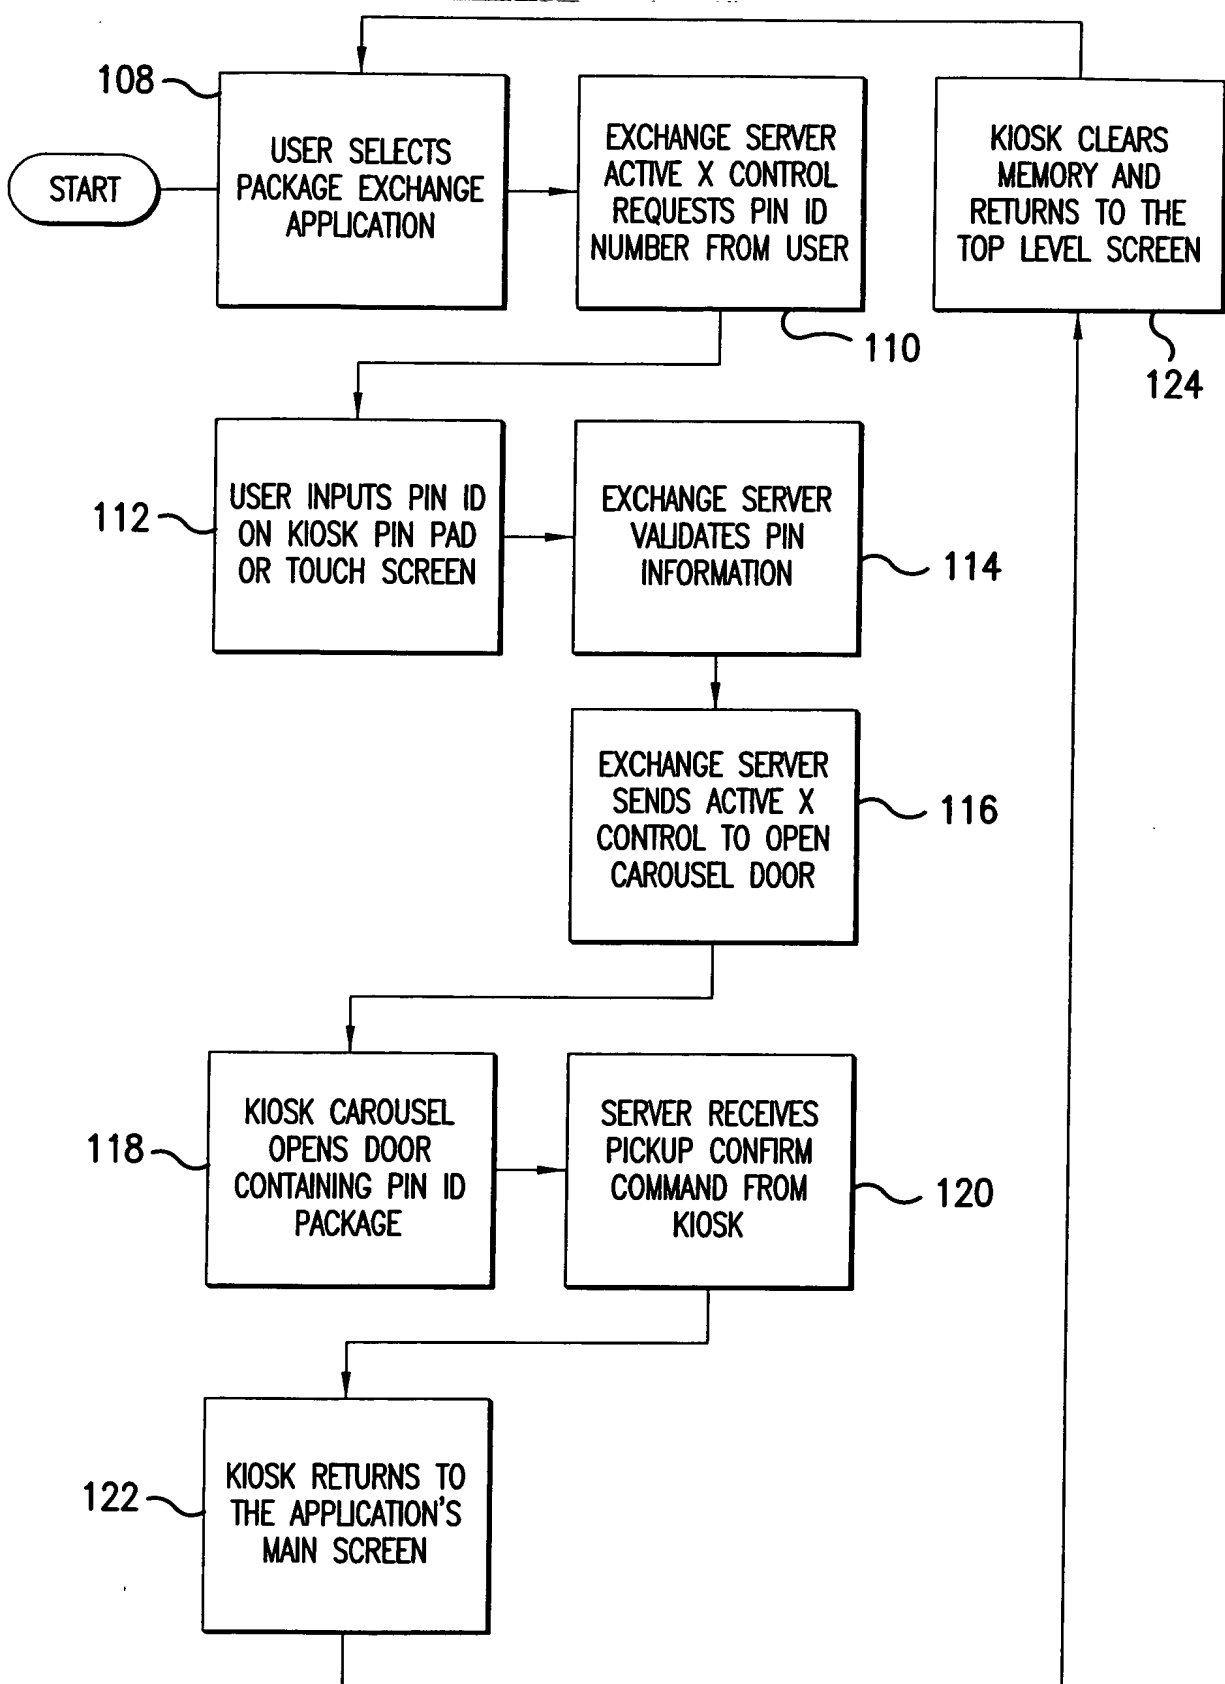 START
108
USER SELECTS
PACKAGE EXCHANGE
APPLICATION
EXCHANGE SERVER
ACTIVE X CONTROL
REQUESTS PIN ID
NUMBER FROM USER
110
KIOSK CLEARS
MEMORY AND
RETURNS TO THE
TOP LEVEL SCREEN
124
112
USER INPUTS PIN ID
ON KIOSK PIN PAD
OR TOUCH SCREEN
EXCHANGE SERVER
VALIDATES PIN
INFORMATION
114
EXCHANGE SERVER
SENDS ACTIVE X
CONTROL TO OPEN
CAROUSEL DOOR
116
118
KIOSK CAROUSEL
OPENS DOOR
CONTAINING PIN ID
PACKAGE
SERVER RECEIVES
PICKUP CONFIRM
COMMAND FROM
KIOSK
120
122
KIOSK RETURNS TO
THE APPLICATION'S
MAIN SCREEN